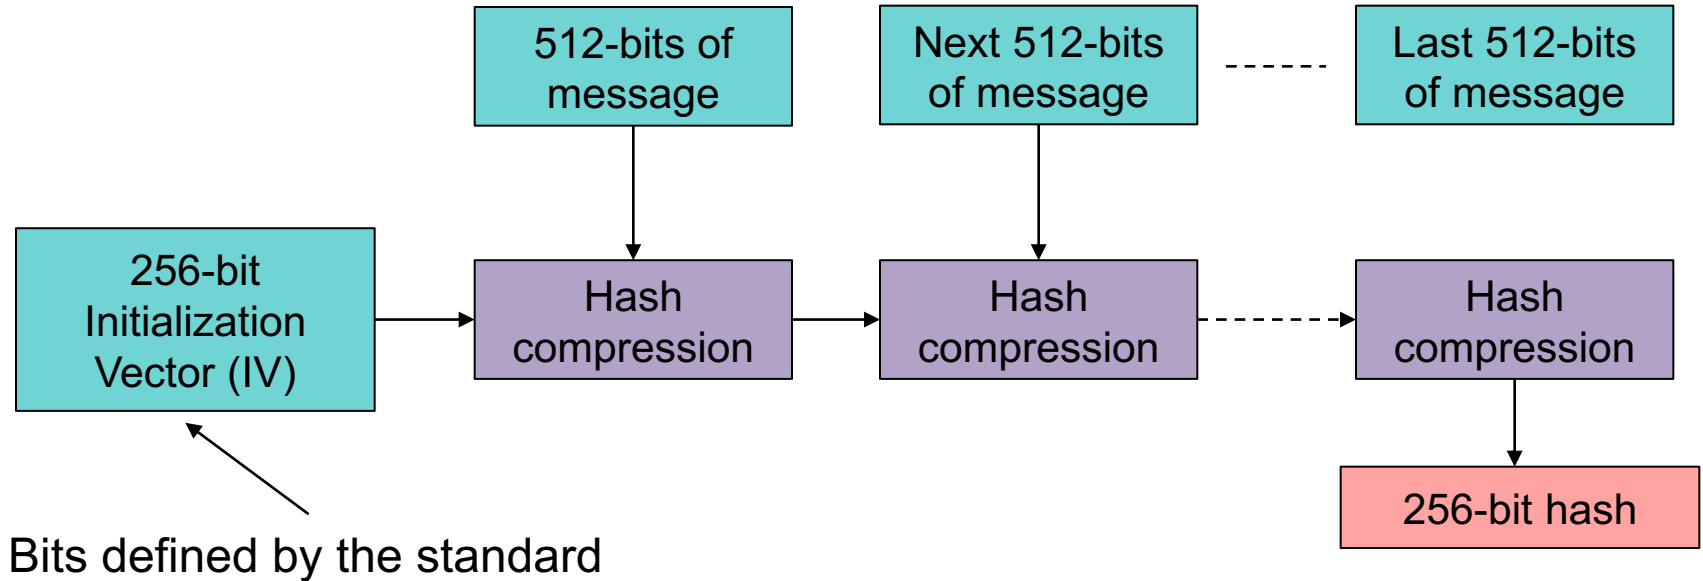 512-bits of
message
Next 512-bits
of message
Last 512-bits
of message
256-bit
Initialization
Vector (IV)
Hash
compression
Hash
compression
Hash
compression
256-bit hash
Bits defined by the standard